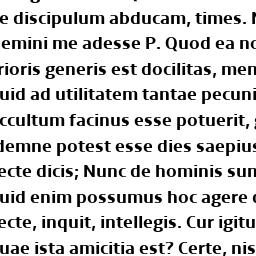 e discipulum abducam, times. N
emini me adesse P. Quod ea no
rioris generis est docilitas, mem
uid ad utilitatem tantae pecuni
ccultum facinus esse potuerit, g
demne potest esse dies saepius
ecte dicis; Nunc de hominis sum
uid enim possumus hoc agere d
ecte, inquit, intellegis. Cur igitu
uae ista amicitia est? Certe, nis